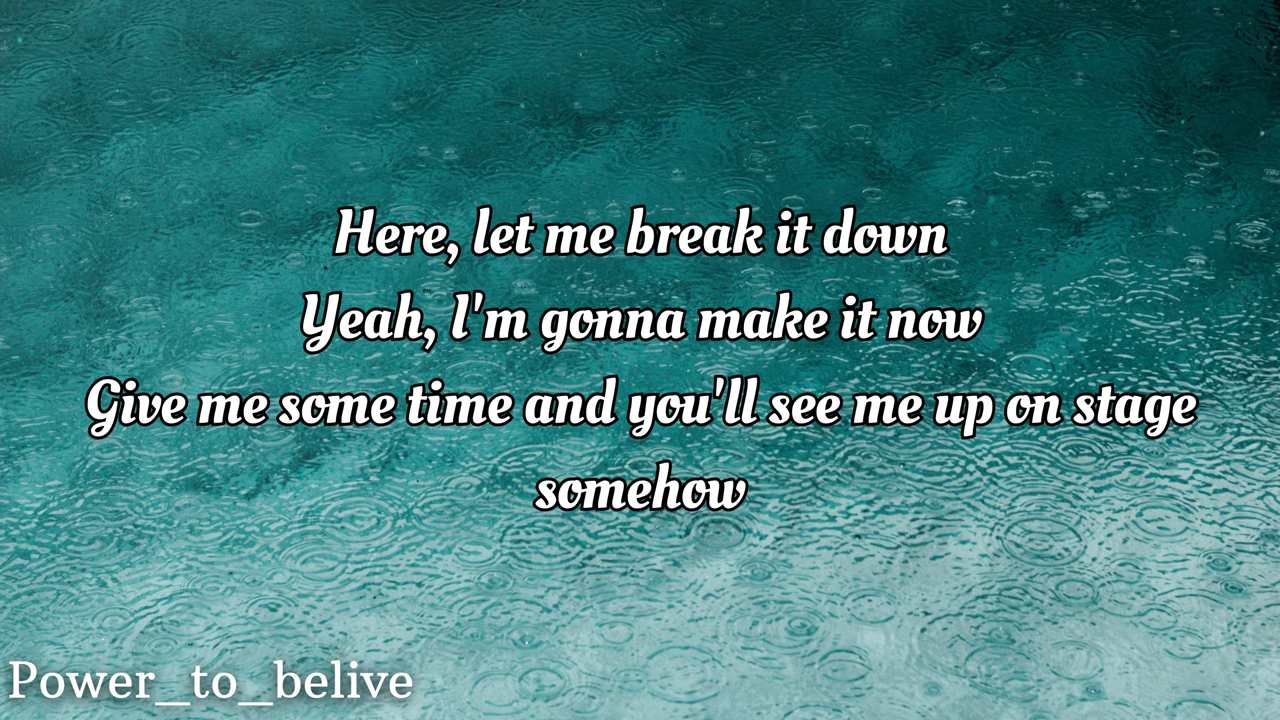 Here, let me break it down
Yeah, I'm gonna make it now
Give me some time and you'll see me up on stage
somehow
Power_to_belive